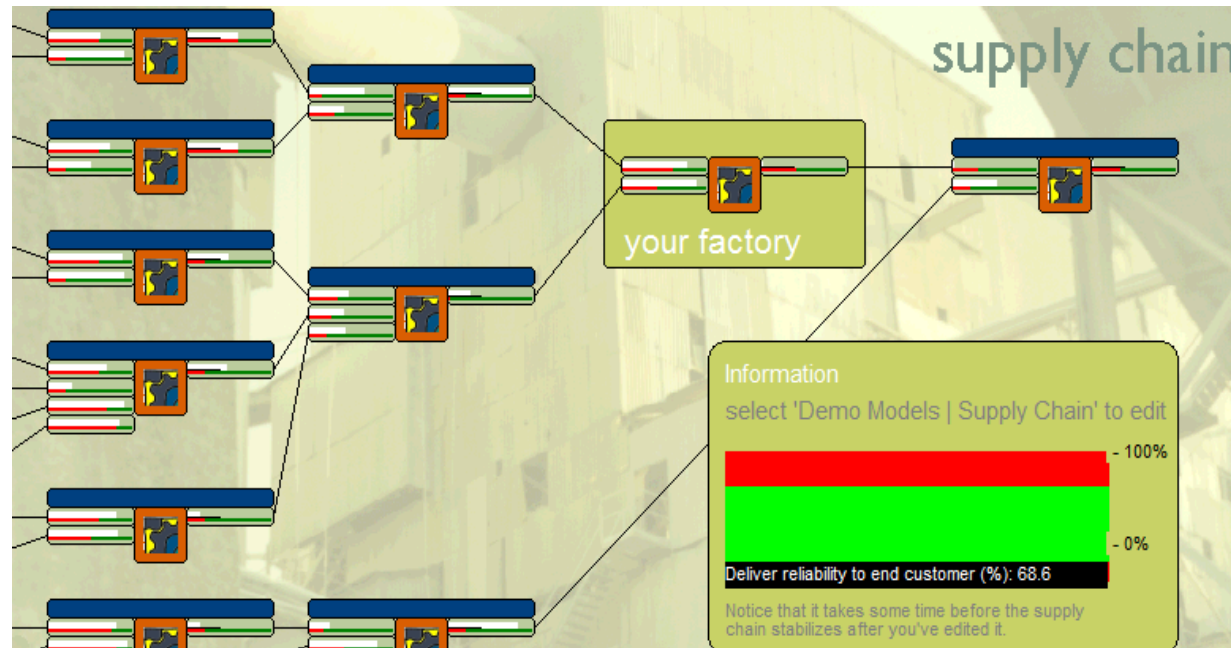 supply chain
your factory
Information
select 'Demo Models | Supply Chain' to edit
- 100%
- 0%
Deliver reliability to end customer (%): 68.6
Notice that it takes some time before the supply
chain stabilizes after you've edited it.